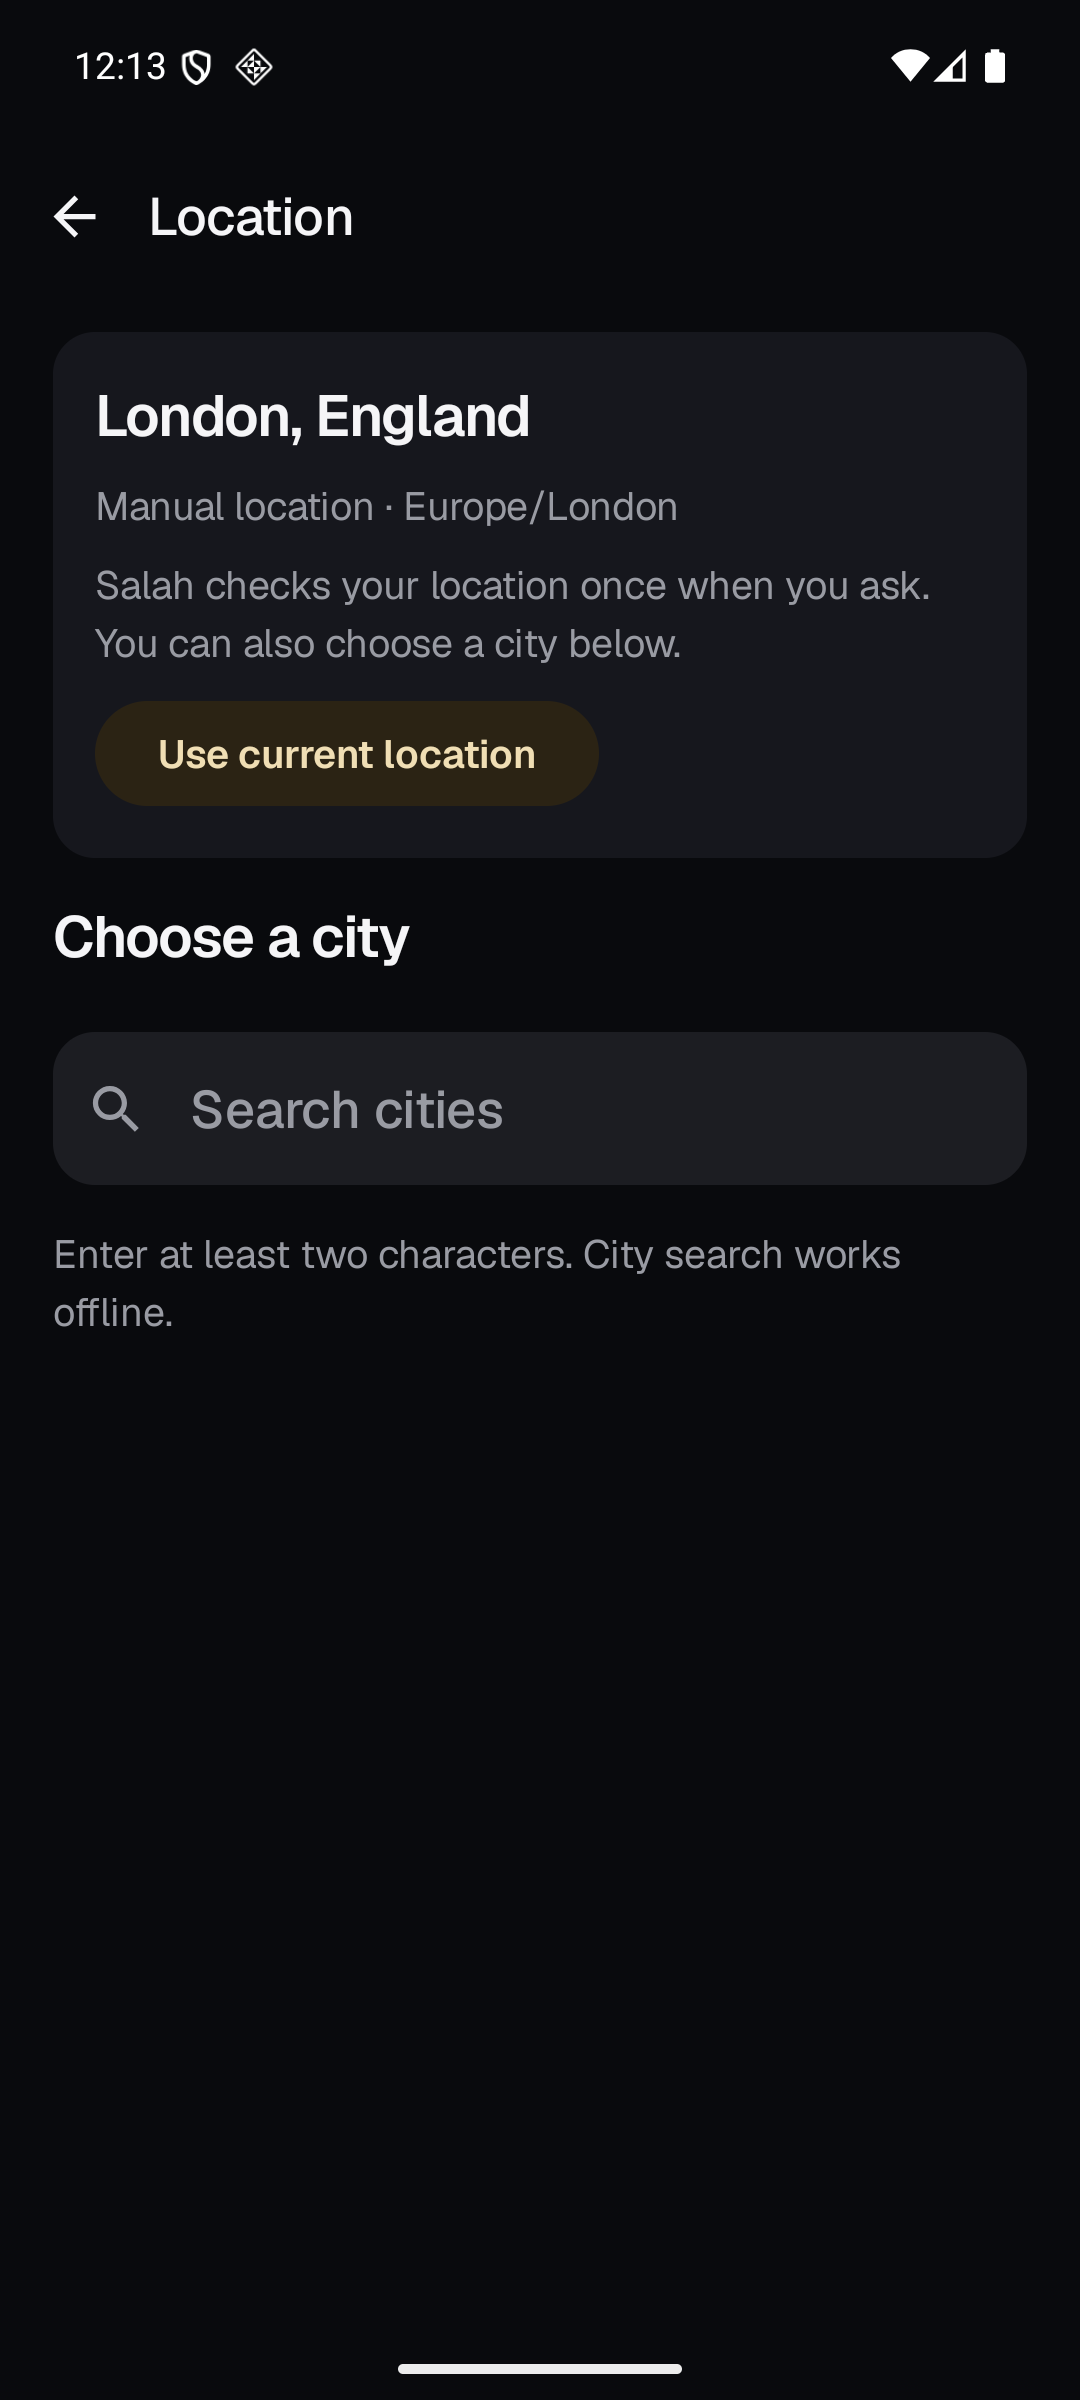 12:13
Location
London, England
Manual location · Europe/London
Salah checks your location once when you ask.
You can also choose a city below.
Use current location
Choose a city
Search cities
Enter at least two characters. City search works
offline.